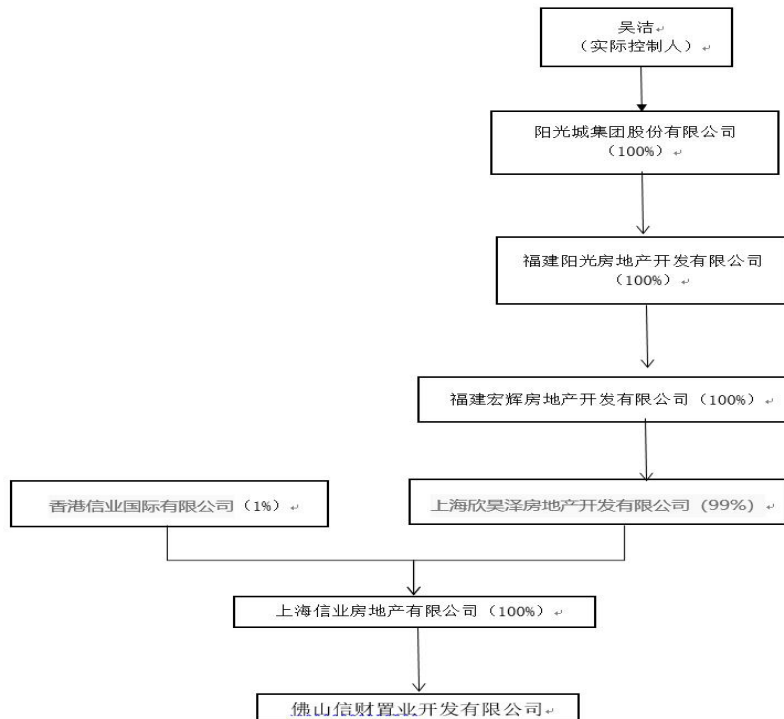 吴洁
（实际控制人）
阳光城集团股份有限公司
（100%）
福建阳光房地产开发有限公司
（100%）
福建宏辉房地产开发有限公司（100%）
香港信业国际有限公司（1%）
上海欣昊泽房地产开发有限公司（99%）
上海信业房地产有限公司（100%）
佛山信财置业开发有限公司